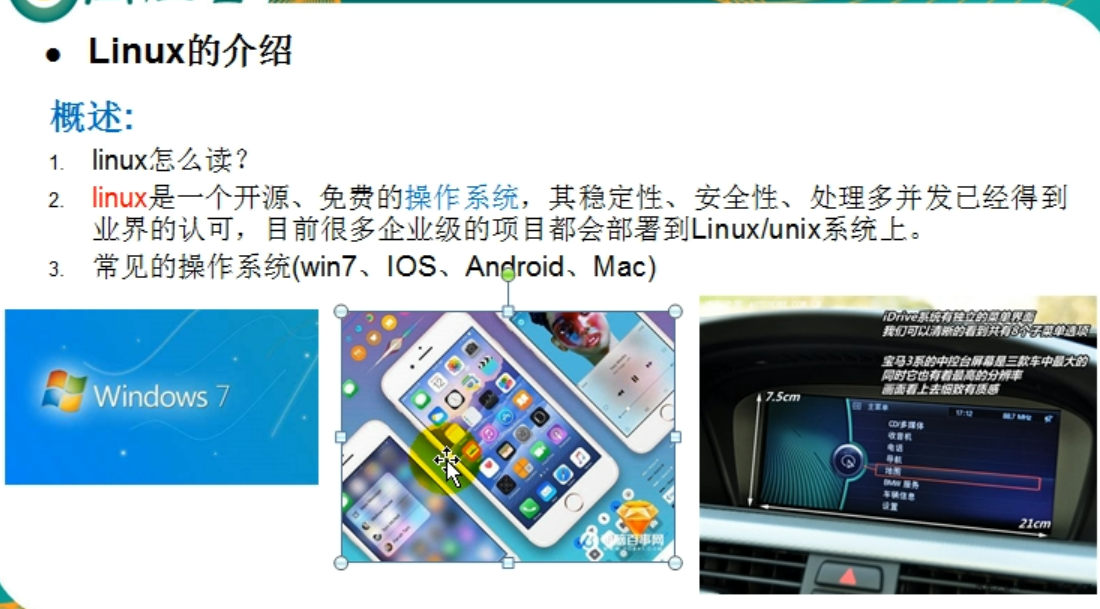 Linux的介绍
概述:
1. linux怎么读?
2. linux是一个开源、免费的操作系统，其稳定性、安全性、处理多并发已经得到
业界的认可，目前很多企业级的项目都会部署到Linux/unix系统上。
3. 常见的操作系统(win7、IOS、Android、Mac)
Windows 7
iDrive系统有独立的菜单界面
我们可以清晰的看到共有8个子菜单选项
宝马3系的中控台屏幕是三款车中最大的
同时它也有着最高的分辨率
画面看上去细致有质感
7.5cm
主菜单
17:12
CD/多媒体
收音机
电话
导航
地图
BMW 服务
车辆信息
设置
21cm